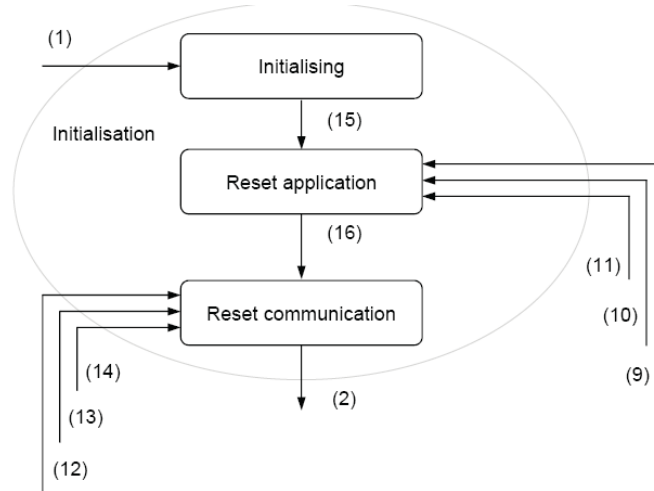 (1)
Initialising
(15)
Initialisation
Reset application
(16)
(11)
(10)
Reset communication
(14)
(2)
(9)
(13)
(12)